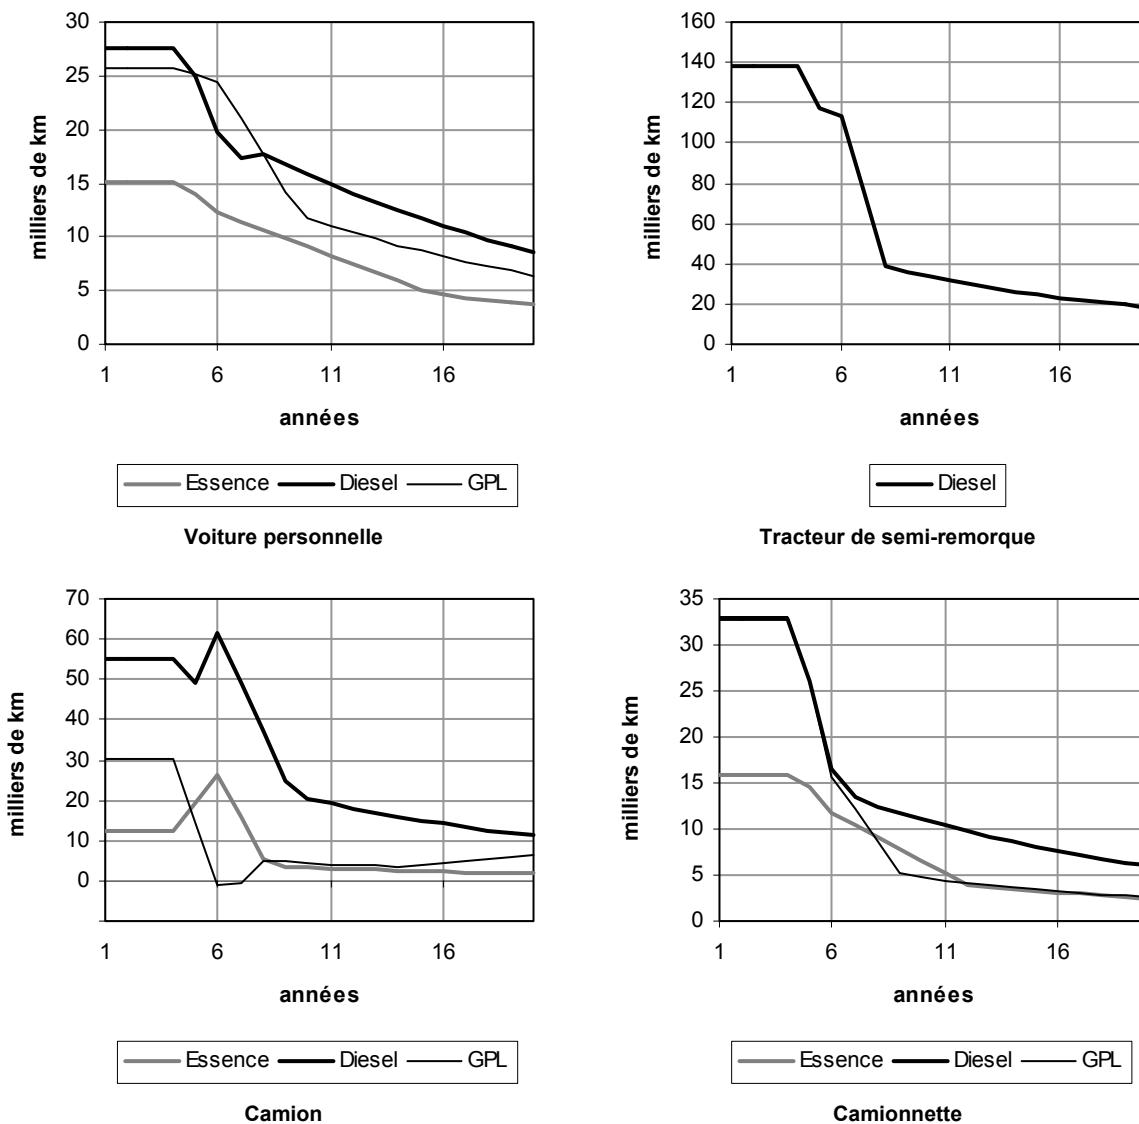 30
25
20
15
10
5
0
milliers de km
1 6 11 16
années
Essence Diesel GPL
Voiture personnelle
160
140
120
100
80
60
40
20
0
milliers de km
1 6 11 16
années
Diesel
Tracteur de semi-remorque
70
60
50
40
30
20
10
0
milliers de km
1 6 11 16
années
Essence Diesel GPL
Camion
35
30
25
20
15
10
5
0
milliers de km
1 6 11 16
années
Essence Diesel GPL
Camionnette